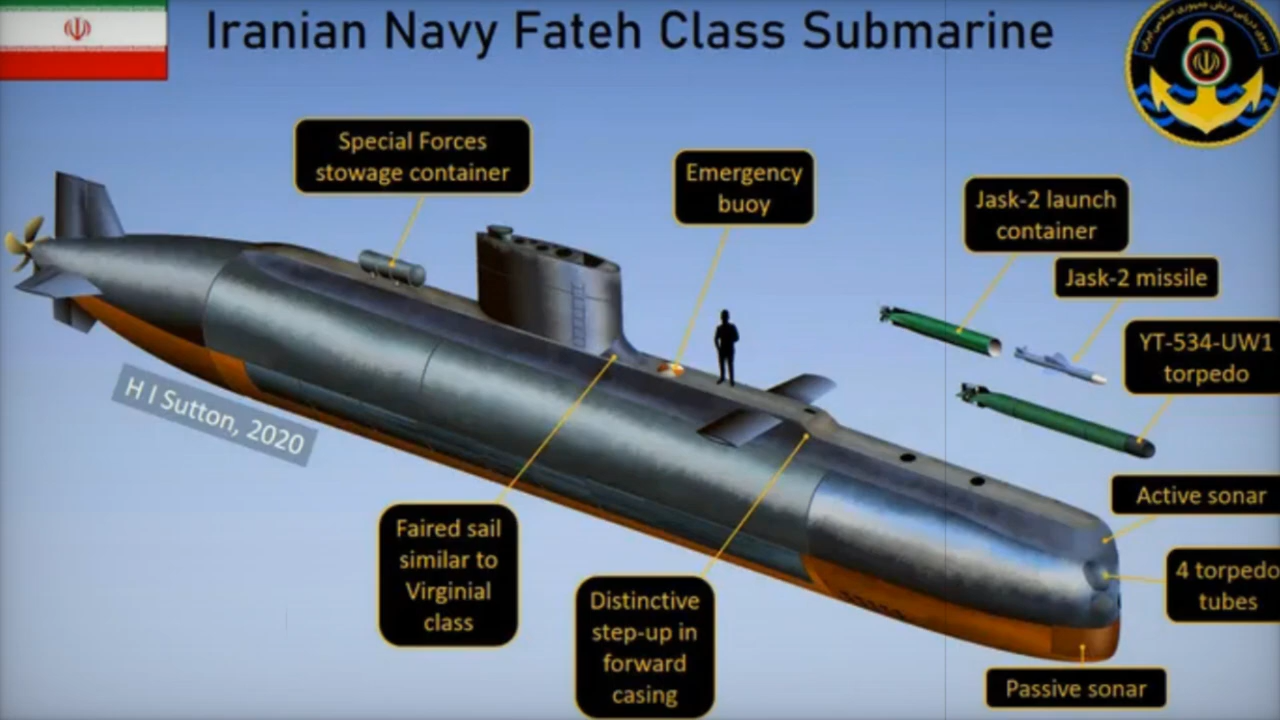 Iranian Navy Fateh Class Submarine
Special Forces
stowage container
Emergency
buoy
Jask-2 launch
container
Jask-2 missile
YT-534-UW1
torpedo
H I Sutton, 2020
Active sonar
4 torpedo
tubes
Faired sail
similar to
Virginial
class
Distinctive
step-up in
forward
casing
Passive sonar